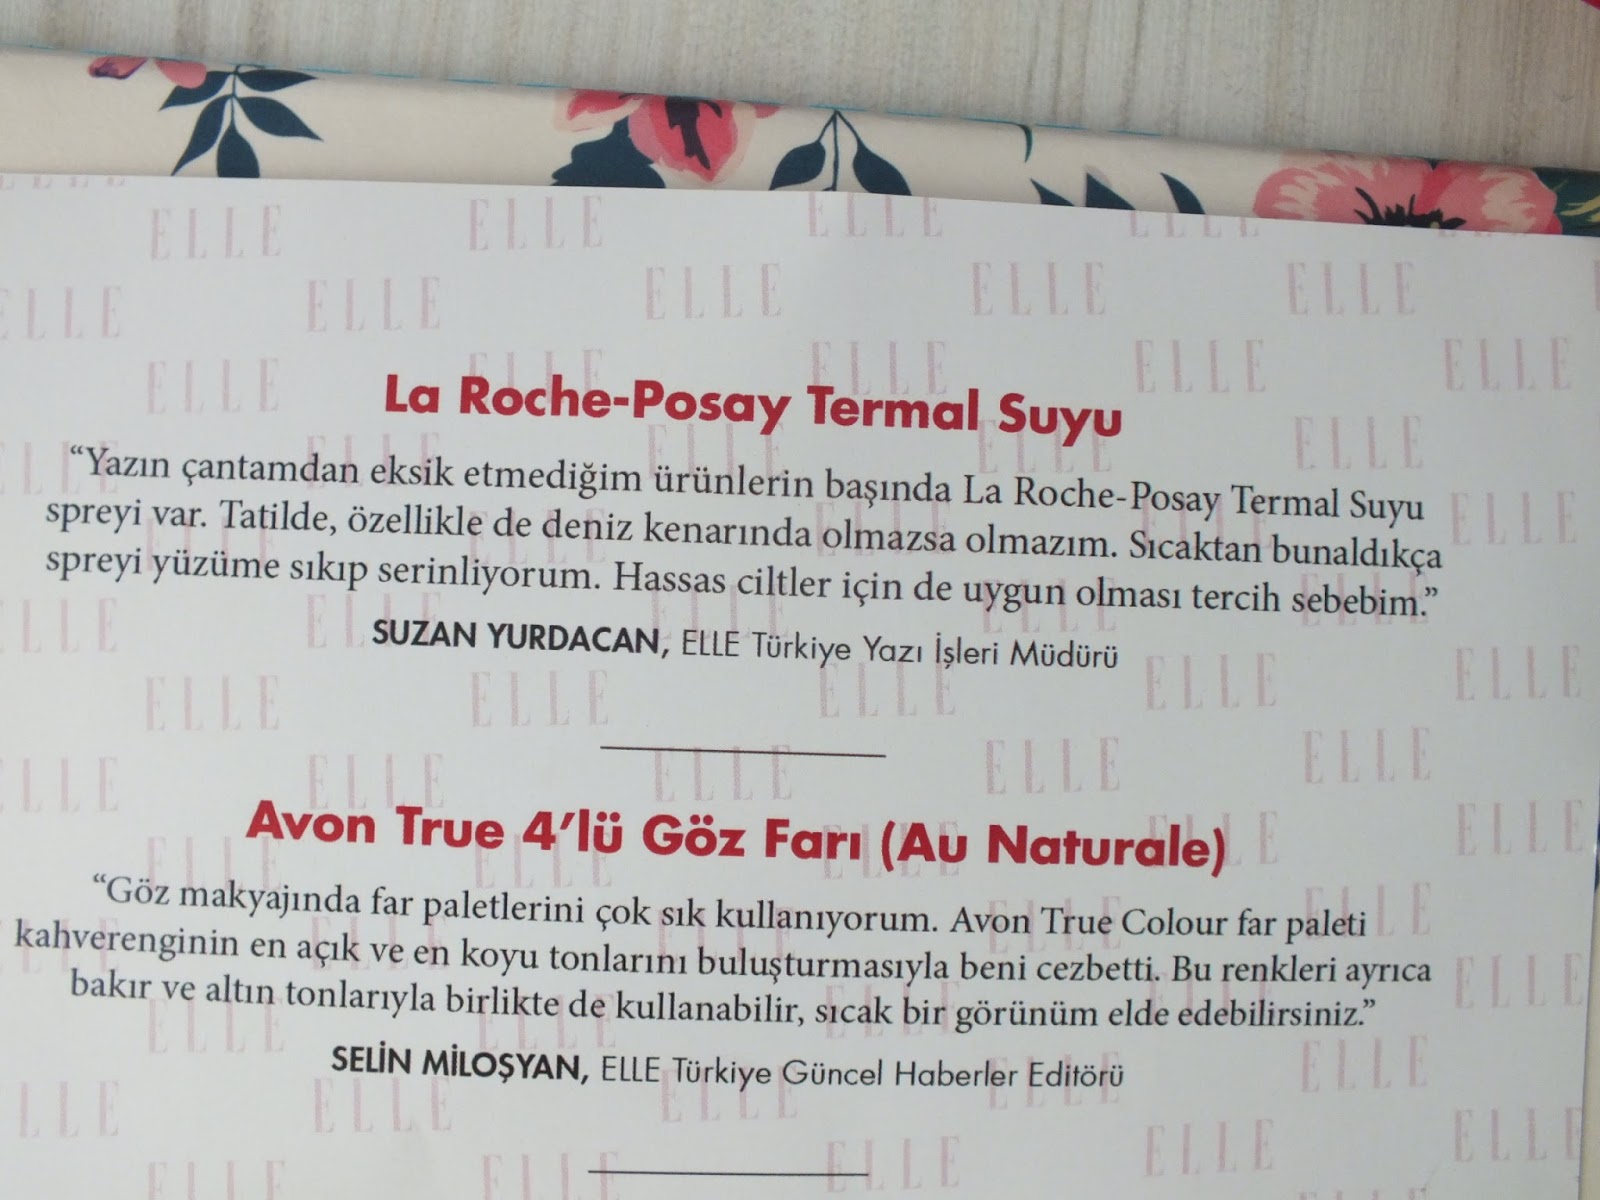 La Roche-Posay Termal Suyu
“Yazın çantamdan eksik etmediğim ürünlerin başında La Roche-Posay Termal Suyu
spreyi var. Tatilde, özellikle de deniz kenarında olmazsa olmazım. Sıcaktan bunaldıkça
spreyi yüzüme sıkıp serinliyorum. Hassas ciltler için de uygun olması tercih sebebim.”
SUZAN YURDACAN, ELLE Türkiye Yazı İşleri Müdürü
Avon True 4’lü Göz Farı (Au Naturale)
“Göz makyajında far paletlerini çok sık kullanıyorum. Avon True Colour far paleti
kahverenginin en açık ve en koyu tonlarını buluşturmasıyla beni cezbetti. Bu renkleri ayrıca
bakır ve altın tonlarıyla birlikte de kullanabilir, sıcak bir görünüm elde edebilirsiniz.”
SELİN MİLOŞYAN, ELLE Türkiye Güncel Haberler Editörü